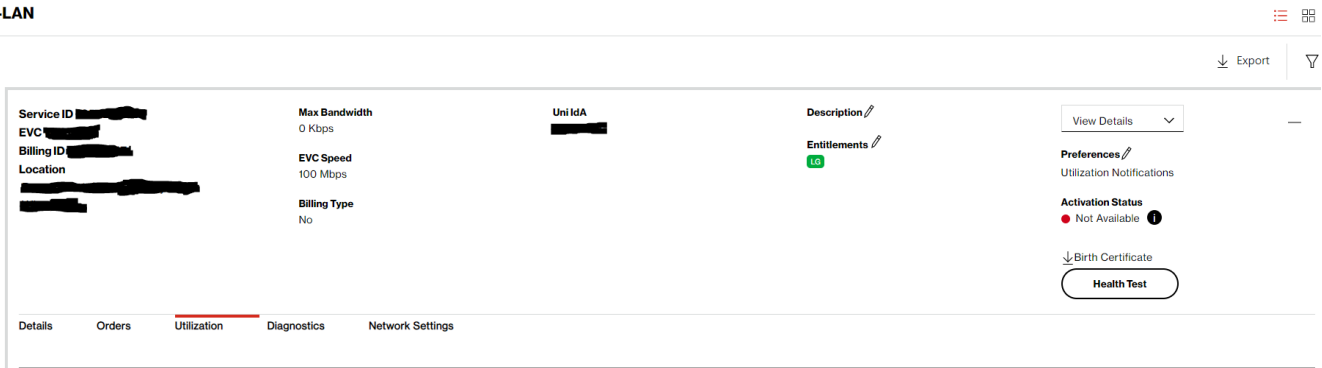 -LAN
Export
Service ID
EVC
Billing ID
Location
Max Bandwidth
0 Kbps
EVC Speed
100 Mbps
Billing Type
No
Uni IdA
Description
Entitlements
LG
View Details
Preferences
Utilization Notifications
Activation Status
Not Available
Birth Certificate
Health Test
Details Orders Utilization Diagnostics Network Settings